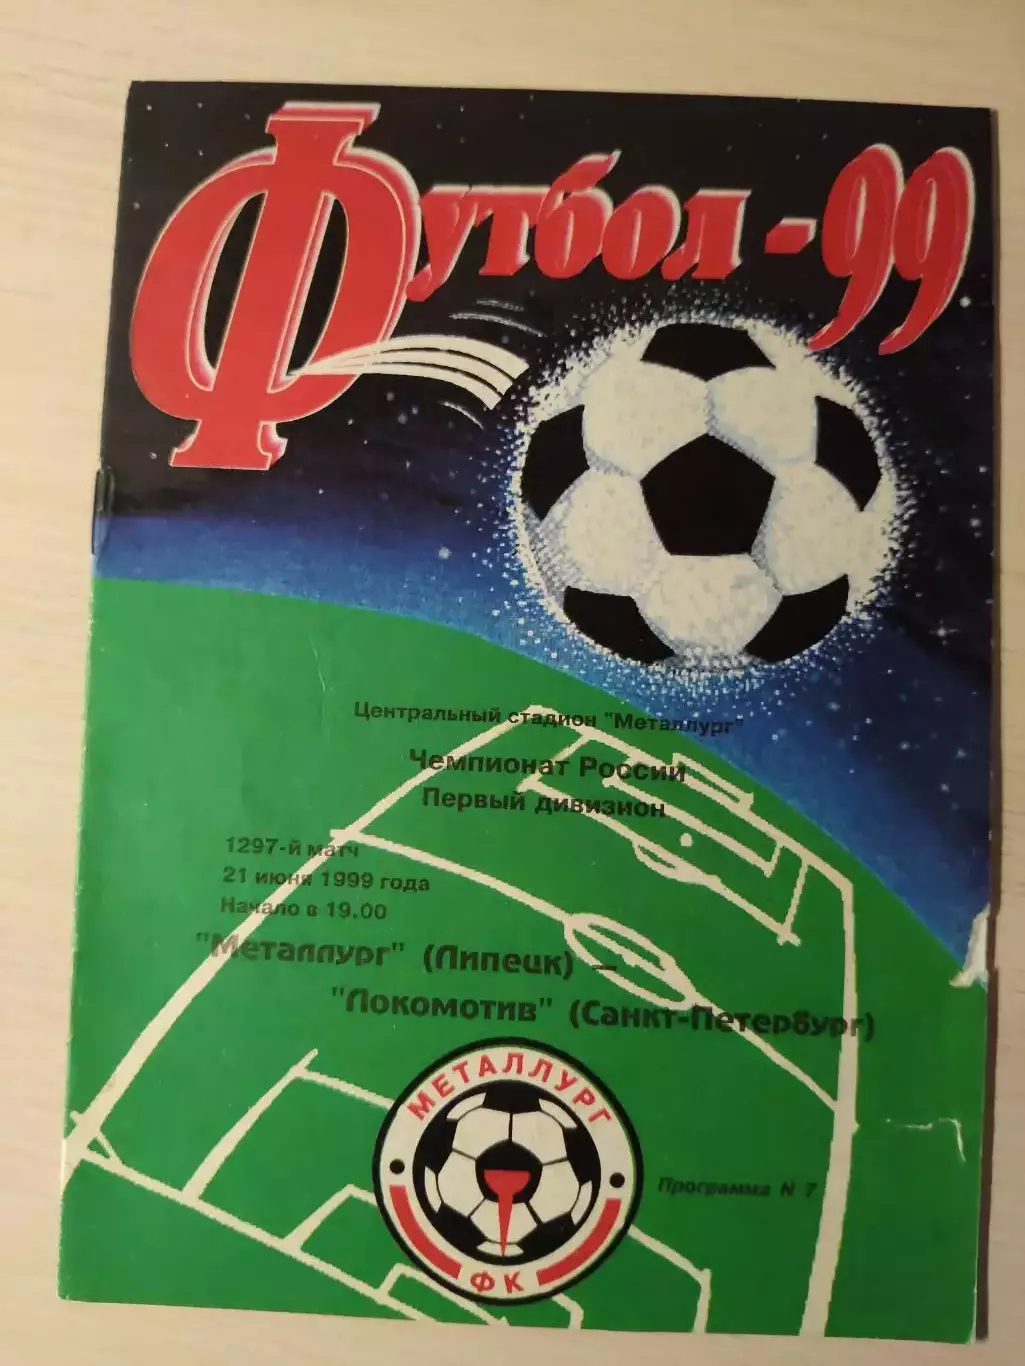 Футбол - 99
Центральный стадион "Металлург"
Чемпионат России
Первый дивизион
1297-й матч
21 июня 1999 года
Начало в 19.00
"Металлург" (Липецк) –
"Локомотив" (Санкт-Петербург)
МЕТАЛЛУРГ
ФК
Программа N 7